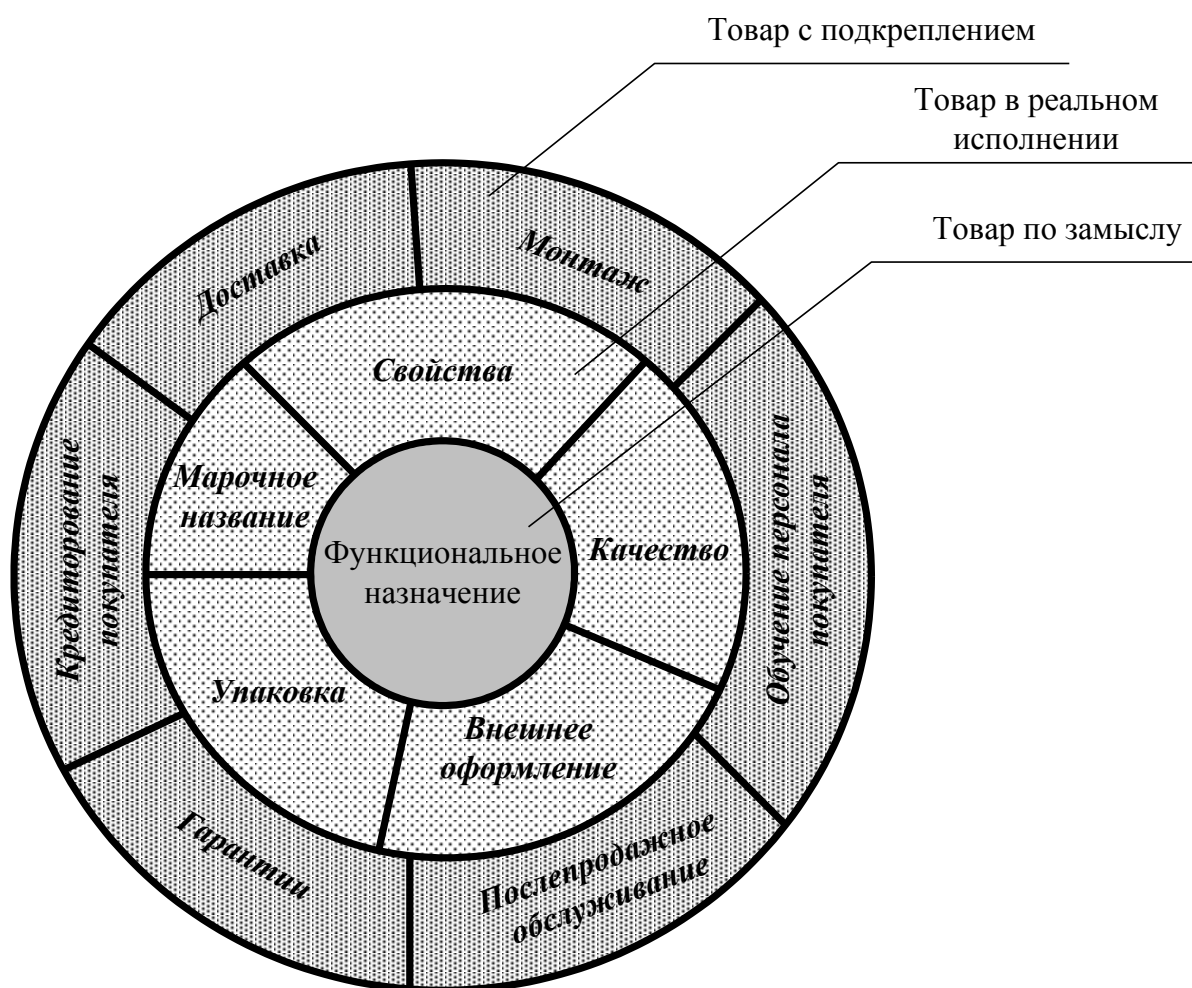 Товар с подкреплением
Товар в реальном
исполнении
Товар по замыслу
Доставка
Монтаж
Свойства
Марочное
название
Кредиторование
покупателя
Функциональное
назначение
Качество
Обучение персонала
покупателя
Упаковка
Внешнее
оформление
Гарантии
Послепродажное
обслуживание